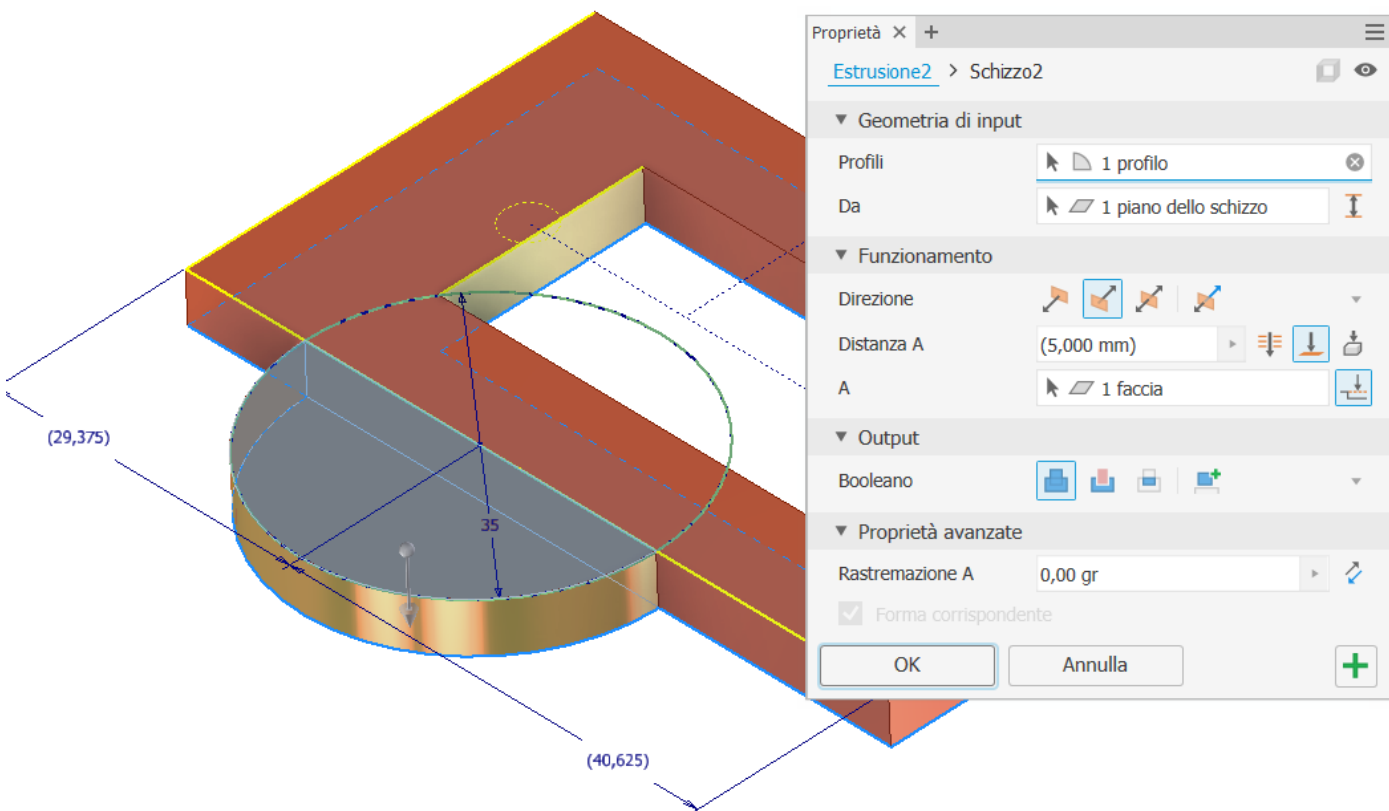 Proprietà
Estrusione2 > Schizzo2
Geometria di input
Profili 1 profilo
Da 1 piano dello schizzo
Funzionamento
Direzione
Distanza A (5,000 mm)
A 1 faccia
Output
Booleano
Proprietà avanzate
Rastremazione A 0,00 gr
Forma corrispondente
OK Annulla
(29,375)
35
(40,625)